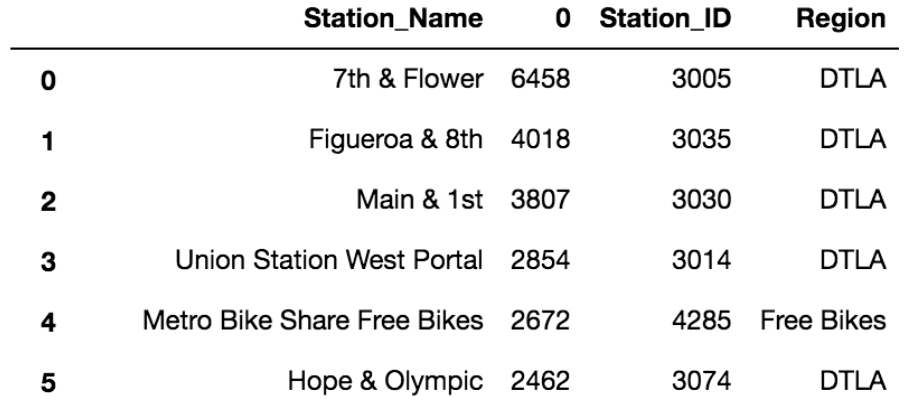 Station_Name 0 Station_ID Region
0 7th & Flower 6458 3005 DTLA
1 Figueroa & 8th 4018 3035 DTLA
2 Main & 1st 3807 3030 DTLA
3 Union Station West Portal 2854 3014 DTLA
4 Metro Bike Share Free Bikes 2672 4285 Free Bikes
5 Hope & Olympic 2462 3074 DTLA